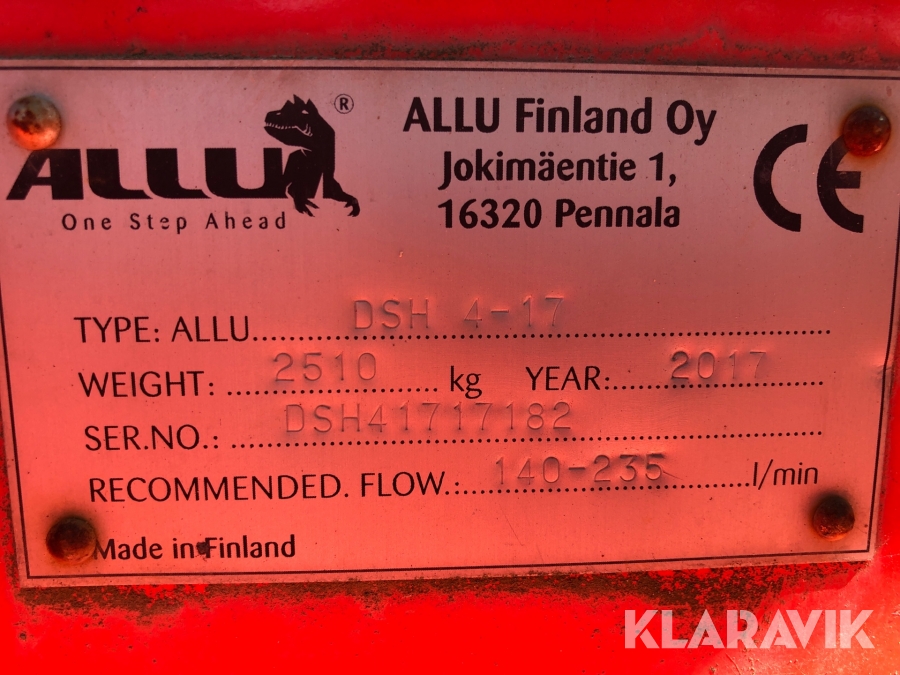 ALLU ®
One Step Ahead
ALLU Finland Oy
Jokimäentie 1,
16320 Pennala
CE
TYPE: ALLU.......DSH 4-17.......
WEIGHT: ...2510... kg YEAR:...2017...
SER.NO.: ...DSH41717182...
RECOMMENDED. FLOW.:...140-235...l/min
Made in Finland
KLARAVIK